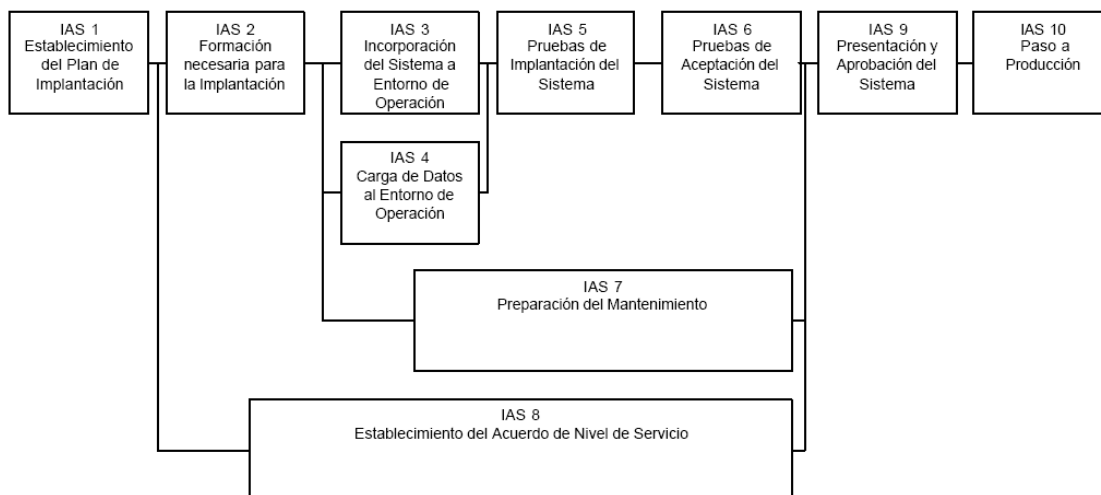 IAS 1
Establecimiento
del Plan de
Implantación
IAS 2
Formación
necesaria para
la Implantación
IAS 3
Incorporación
del Sistema a
Entorno de
Operación
IAS 5
Pruebas de
Implantación del
Sistema
IAS 6
Pruebas de
Aceptación del
Sistema
IAS 9
Presentación y
Aprobación del
Sistema
IAS 10
Paso a
Producción
IAS 4
Carga de Datos
al Entorno de
Operación
IAS 7
Preparación del Mantenimiento
IAS 8
Establecimiento del Acuerdo de Nivel de Servicio